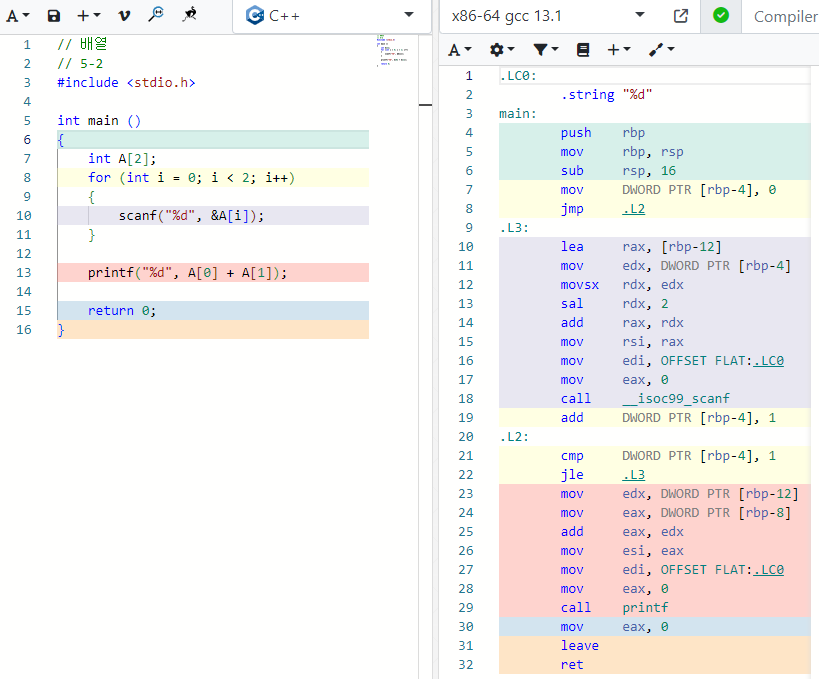 A C++ x86-64 gcc 13.1 Compiler
A
1 // 배열
2 // 5-2
3 #include <stdio.h>
4
5 int main ()
6 {
7 int A[2];
8 for (int i = 0; i < 2; i++)
9 {
10 scanf("%d", &A[i]);
11 }
12
13 printf("%d", A[0] + A[1]);
14
15 return 0;
16 }
1 .LC0:
2 .string "%d"
3 main:
4 push rbp
5 mov rbp, rsp
6 sub rsp, 16
7 mov DWORD PTR [rbp-4], 0
8 jmp .L2
9 .L3:
10 lea rax, [rbp-12]
11 mov edx, DWORD PTR [rbp-4]
12 movsx rdx, edx
13 sal rdx, 2
14 add rax, rdx
15 mov rsi, rax
16 mov edi, OFFSET FLAT:.LC0
17 mov eax, 0
18 call __isoc99_scanf
19 add DWORD PTR [rbp-4], 1
20 .L2:
21 cmp DWORD PTR [rbp-4], 1
22 jle .L3
23 mov edx, DWORD PTR [rbp-12]
24 mov eax, DWORD PTR [rbp-8]
25 add eax, edx
26 mov esi, eax
27 mov edi, OFFSET FLAT:.LC0
28 mov eax, 0
29 call printf
30 mov eax, 0
31 leave
32 ret